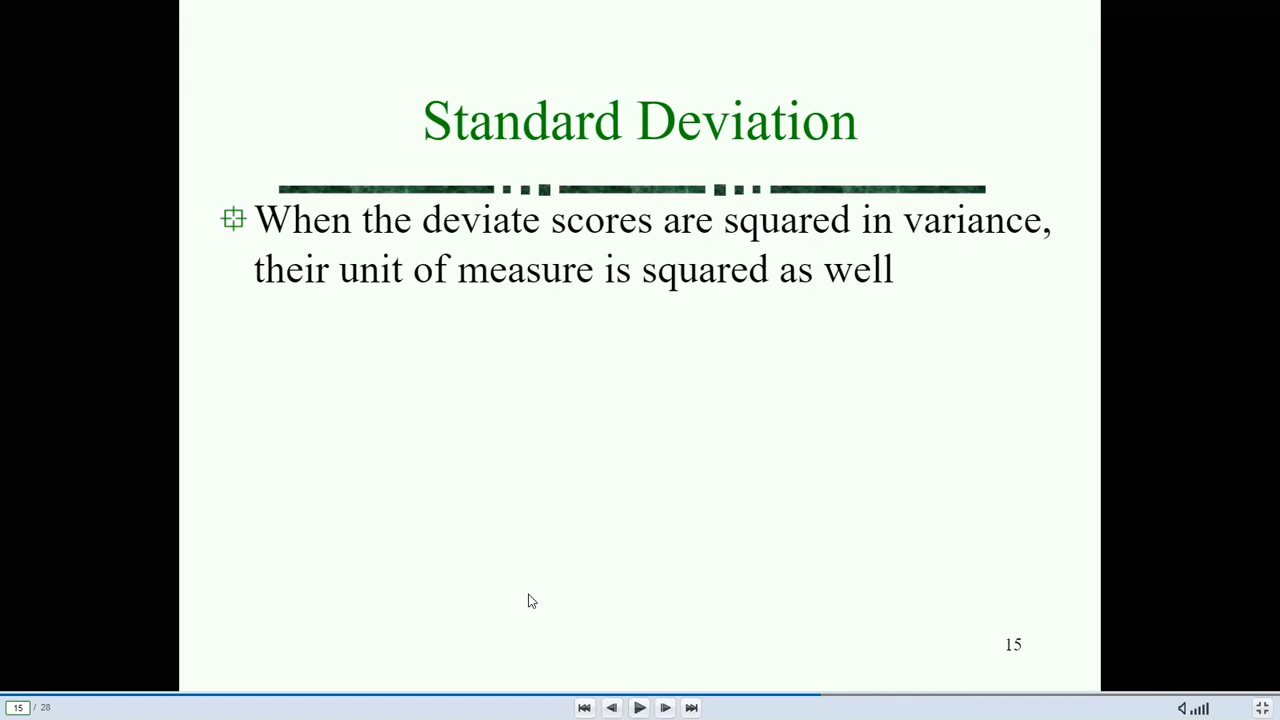 Standard Deviation
When the deviate scores are squared in variance,
their unit of measure is squared as well
15
15 / 28